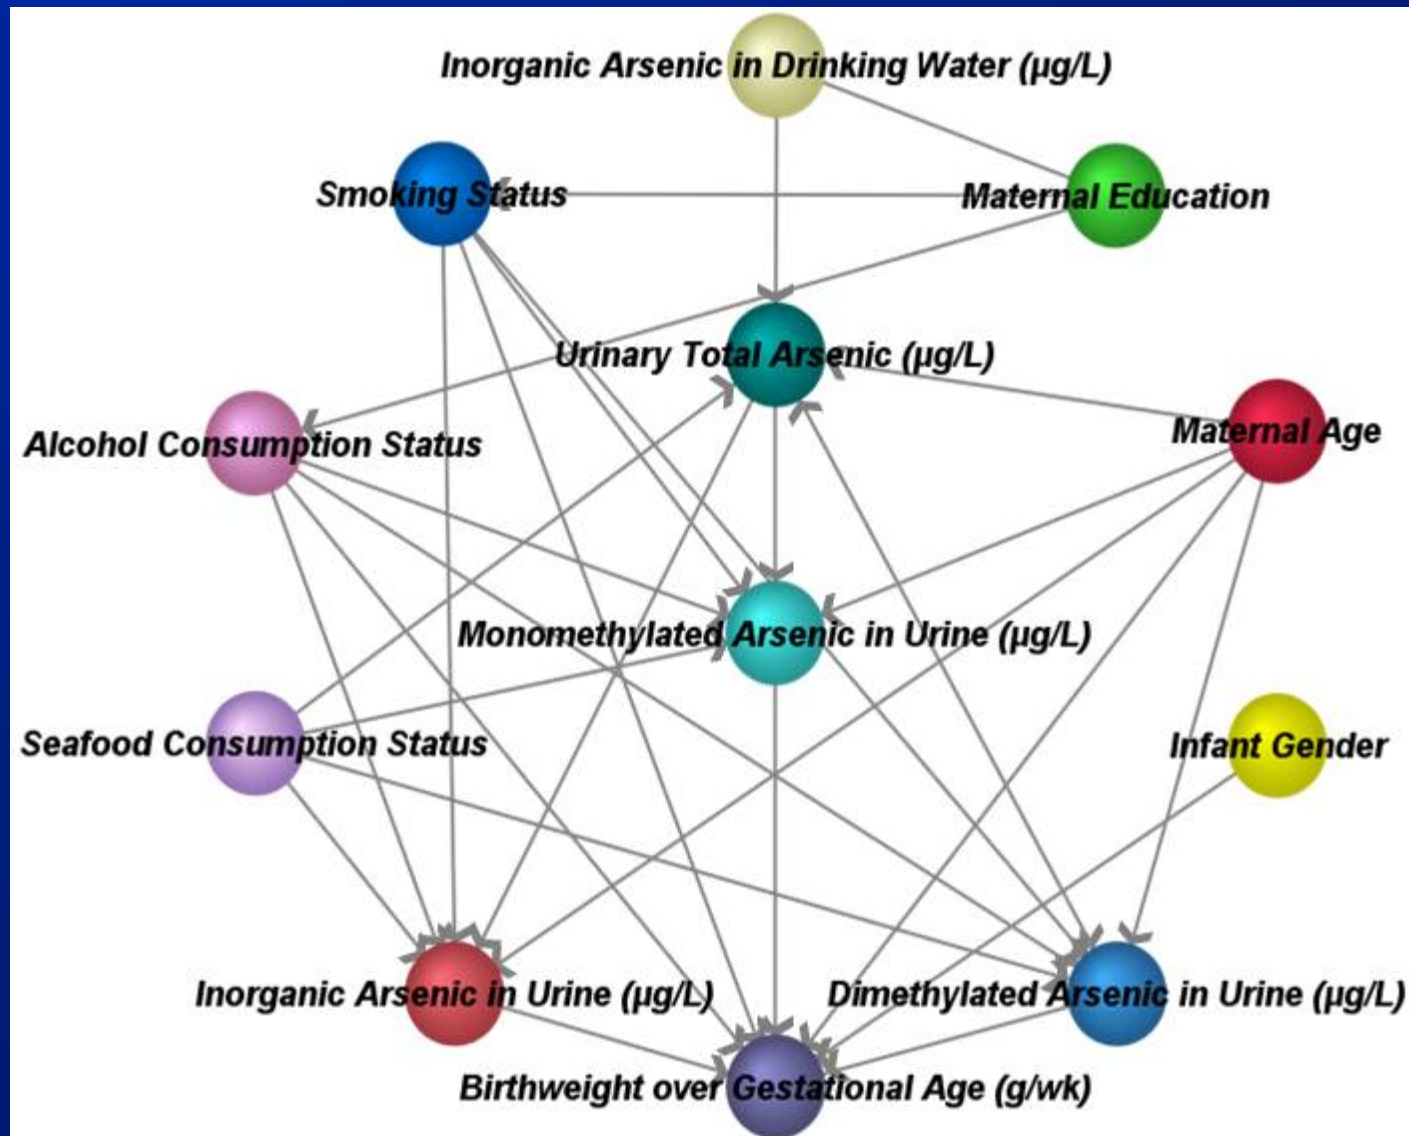 Inorganic Arsenic in Drinking Water (µg/L)
Smoking Status
Maternal Education
Urinary Total Arsenic (µg/L)
Maternal Age
Alcohol Consumption Status
Monomethylated Arsenic in Urine (µg/L)
Seafood Consumption Status
Infant Gender
Inorganic Arsenic in Urine (µg/L)
Dimethylated Arsenic in Urine (µg/L)
Birthweight over Gestational Age (g/wk)